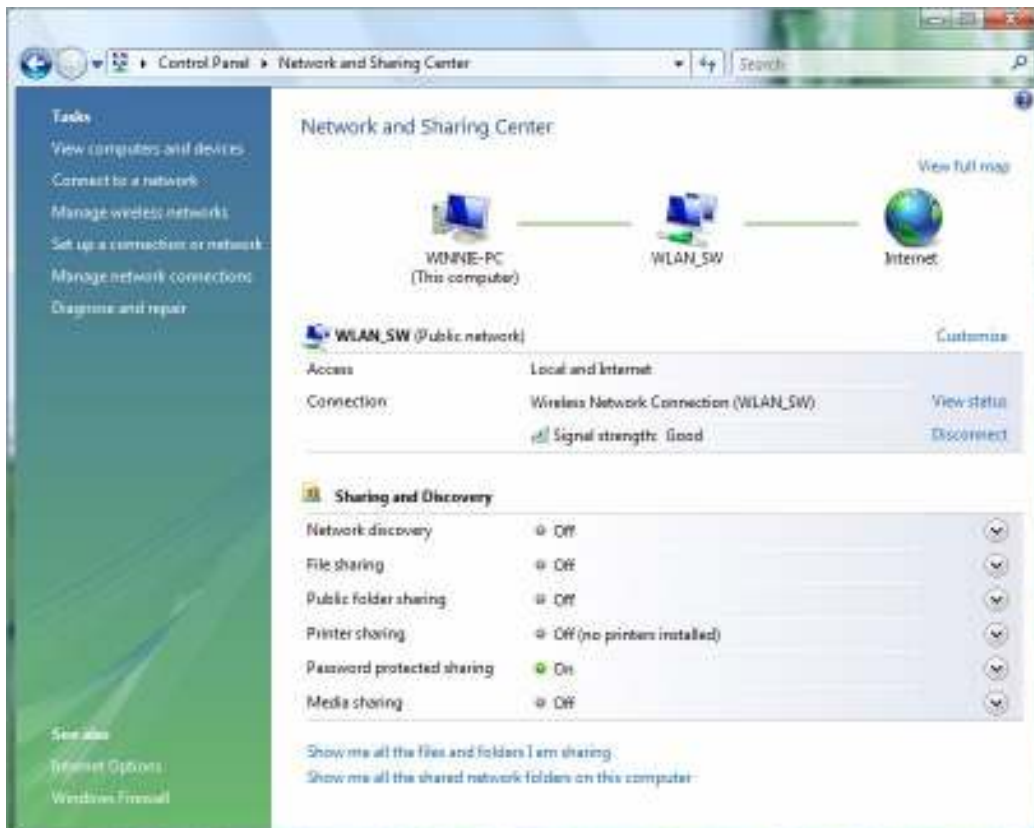 Control Panel Network and Sharing Center
Search
Tasks
View computers and devices
Connect to a network
Manage wireless networks
Set up a connection or network
Manage network connections
Diagnose and repair
See also
Internet Options
Windows Firewall
Network and Sharing Center
View full map
WINNIE-PC
(This computer)
WLAN_SW
Internet
WLAN_SW (Public network) Customize
Access Local and Internet
Connection Wireless Network Connection (WLAN_SW) View status
Signal strength: Good Disconnect
Sharing and Discovery
Network discovery Off
File sharing Off
Public folder sharing Off
Printer sharing Off (no printers installed)
Password protected sharing On
Media sharing Off
Show me all the files and folders I am sharing
Show me all the shared network folders on this computer